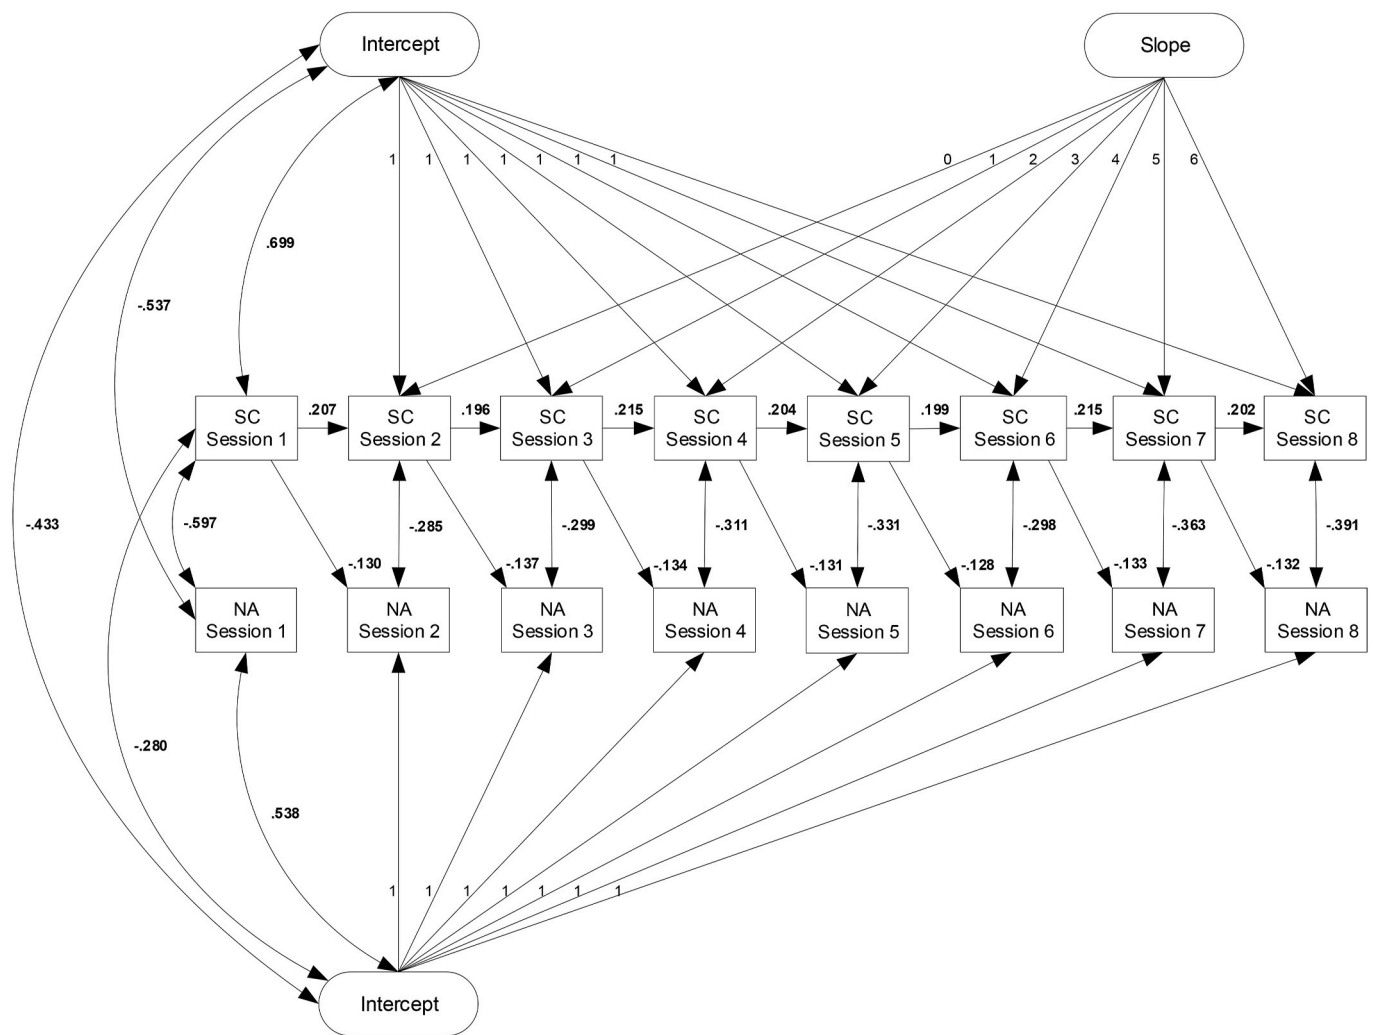 Intercept
Slope
1 1 1 1 1 1 1
0 1 2 3 4 5 6
.699
-.537
SC
Session 1
.207
SC
Session 2
.196
SC
Session 3
.215
SC
Session 4
.204
SC
Session 5
.199
SC
Session 6
.215
SC
Session 7
.202
SC
Session 8
-.433
-.597
-.285
-.299
-.311
-.331
-.298
-.363
-.391
-.130
-.137
-.134
-.131
-.128
-.133
-.132
NA
Session 1
NA
Session 2
NA
Session 3
NA
Session 4
NA
Session 5
NA
Session 6
NA
Session 7
NA
Session 8
-.280
.538
1 1 1 1 1 1 1
Intercept